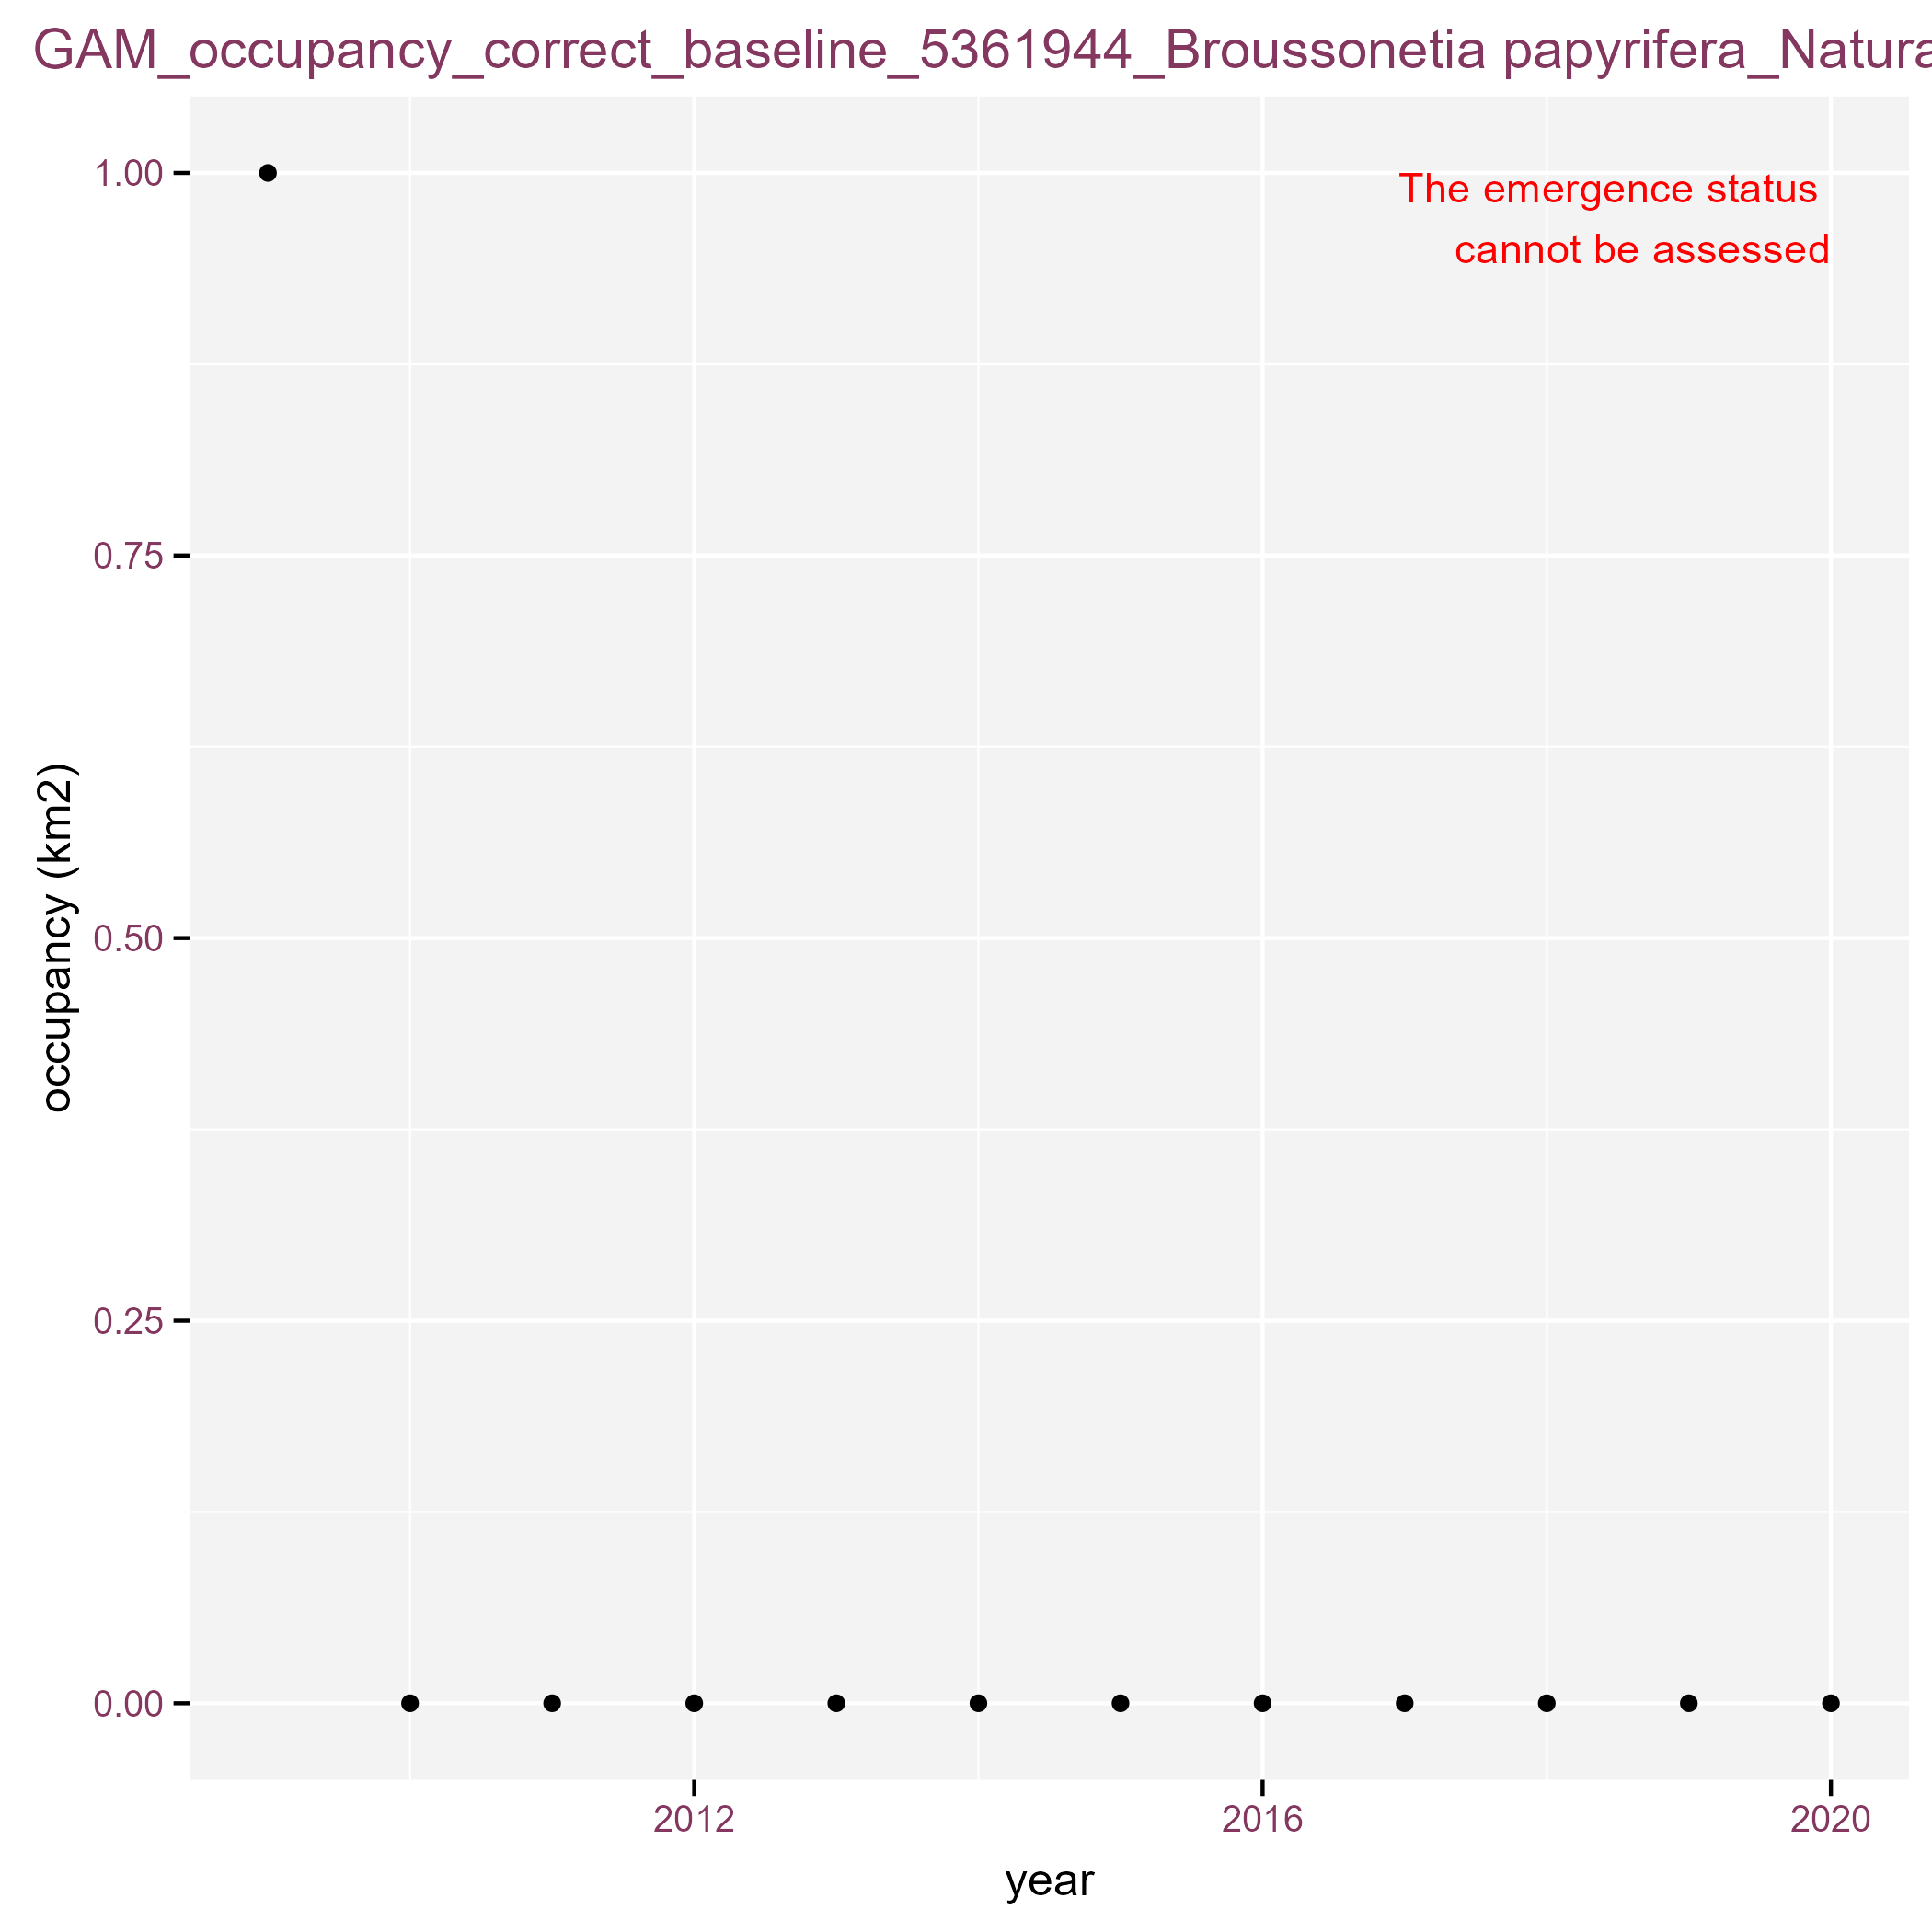 GAM_occupancy_correct_baseline_5361944_Broussonetia papyrifera_Natura
The emergence status
cannot be assessed
1.00
0.75
0.50
0.25
0.00
occupancy (km2)
2012 2016 2020
year